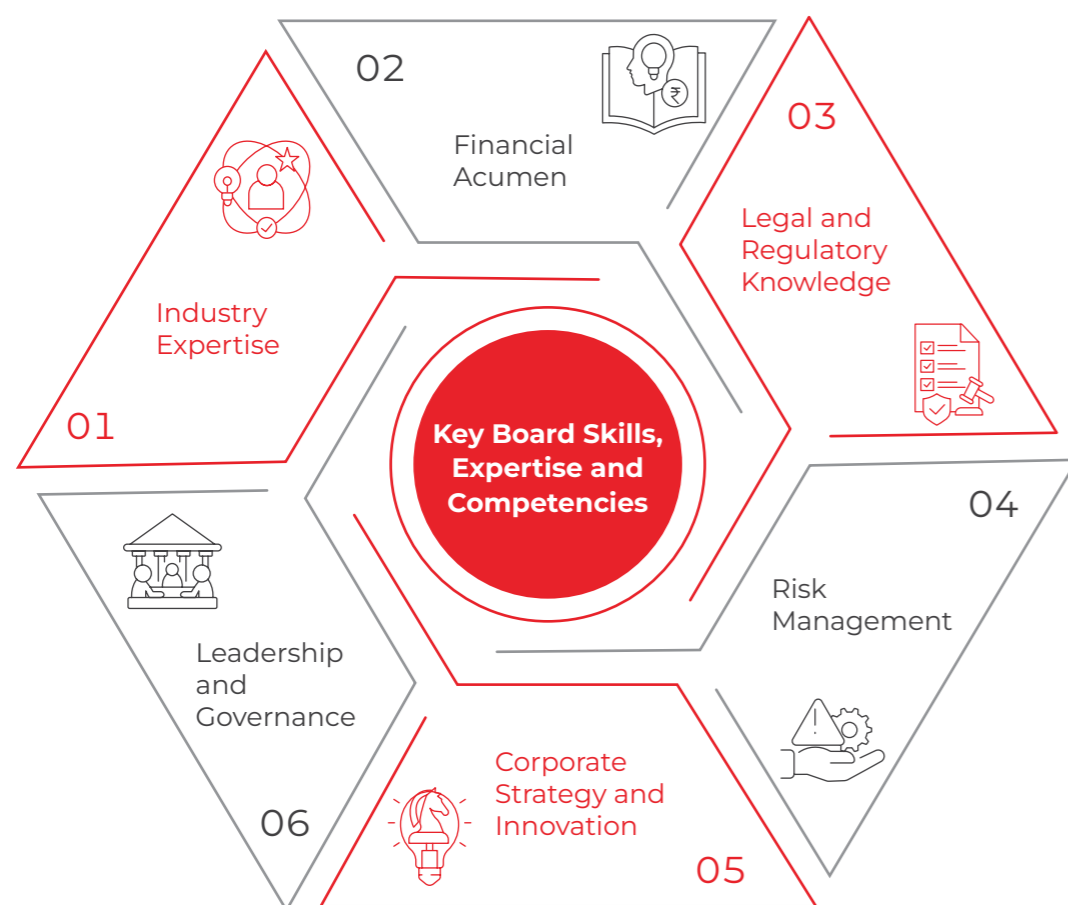 Key Board Skills,
Expertise and
Competencies
01
Industry
Expertise
02
Financial
Acumen
₹
03
Legal and
Regulatory
Knowledge
04
Risk
Management
05
Corporate
Strategy and
Innovation
06
Leadership
and
Governance